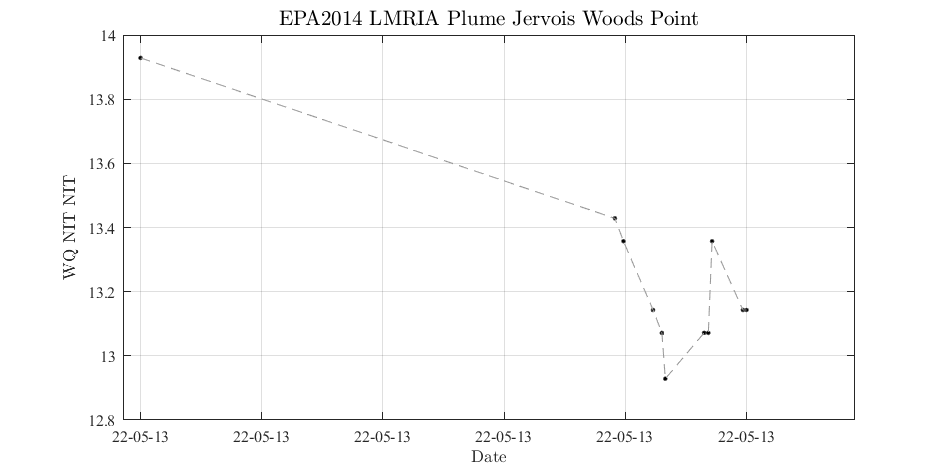 EPA2014 LMRIA Plume Jervois Woods Point
14
13.8
13.6
13.4
13.2
13
12.8
WQ NIT NIT
22-05-13 22-05-13 22-05-13 22-05-13 22-05-13 22-05-13
Date